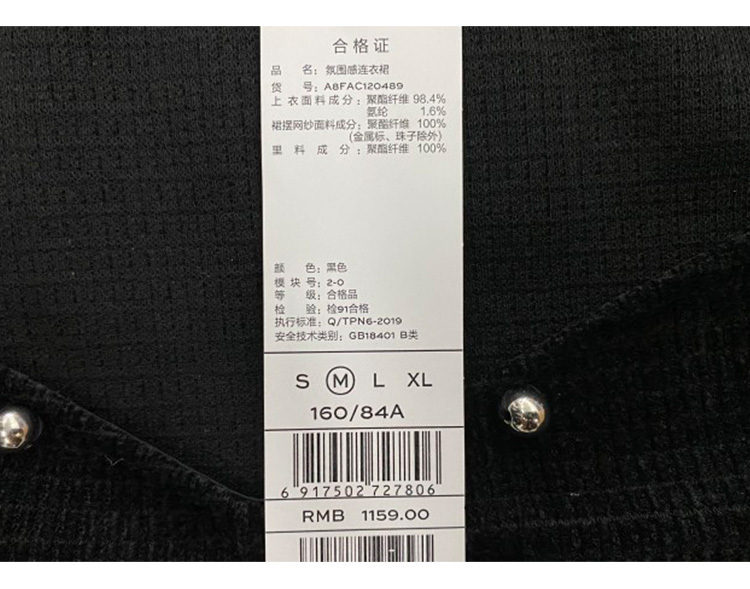 合格证
品 名：氛围感连衣裙
货 号：A8FAC120489
上衣面料成分：聚酯纤维 98.4%
氨纶 1.6%
裙摆网纱面料成分：聚酯纤维 100%
(金属标、珠子除外)
里 料 成 分：聚酯纤维 100%
颜 色：黑色
模 块 号：2-0
等 级：合格品
检 验：检91合格
执行标准：Q/TPN6-2019
安全技术类别：GB18401 B类
S M L XL
160/84A
6 917502 727806
RMB 1159.00